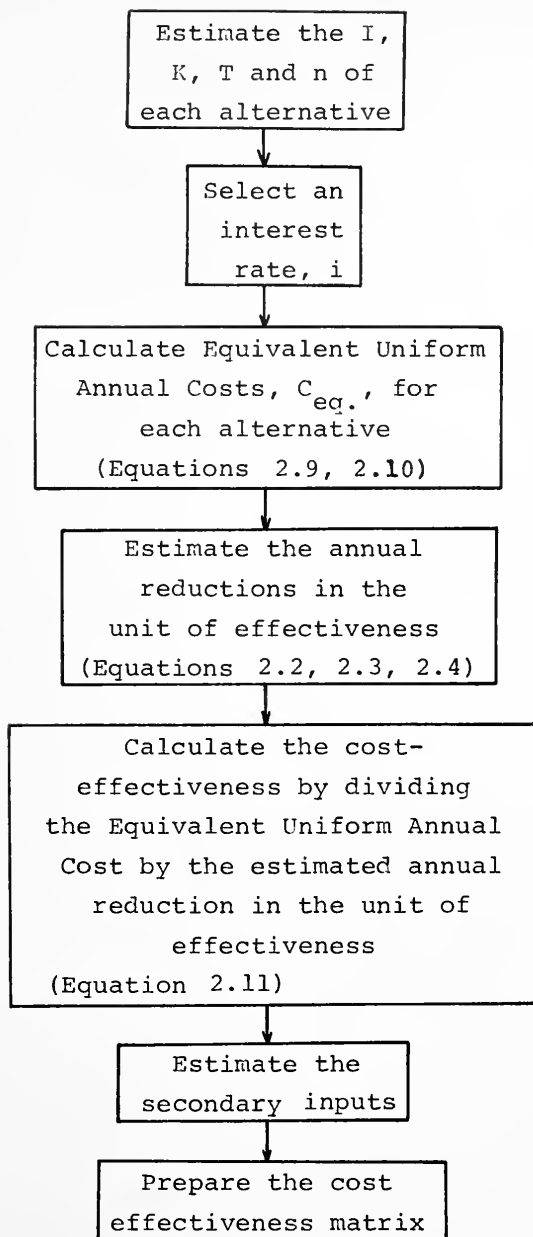 Estimate the I,
K, T and n of
each alternative
Select an
interest
rate, i
Calculate Equivalent Uniform
Annual Costs, Ceq., for
each alternative
(Equations 2.9, 2.10)
Estimate the annual
reductions in the
unit of effectiveness
(Equations 2.2, 2.3, 2.4)
Calculate the cost-
effectiveness by dividing
the Equivalent Uniform Annual
Cost by the estimated annual
reduction in the unit of
effectiveness
(Equation 2.11)
Estimate the
secondary inputs
Prepare the cost
effectiveness matrix